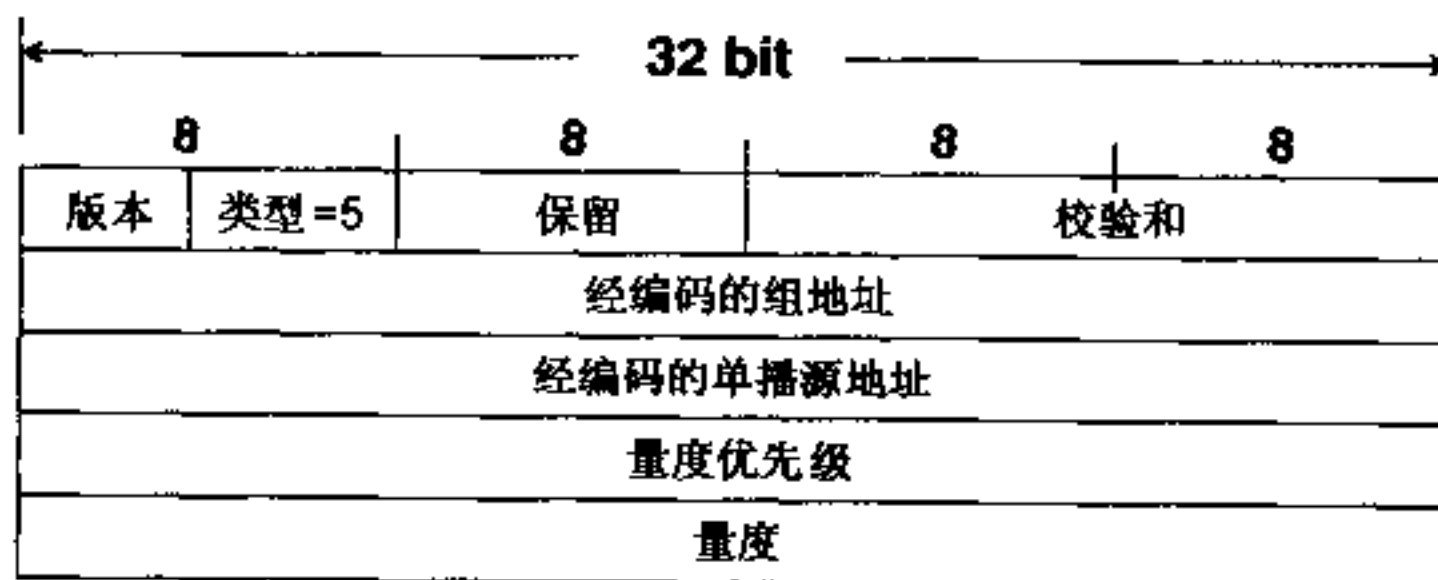 32 bit
8 8 8 8
版本 类型=5 保留 校验和
经编码的组地址
经编码的单播源地址
量度优先级
量度